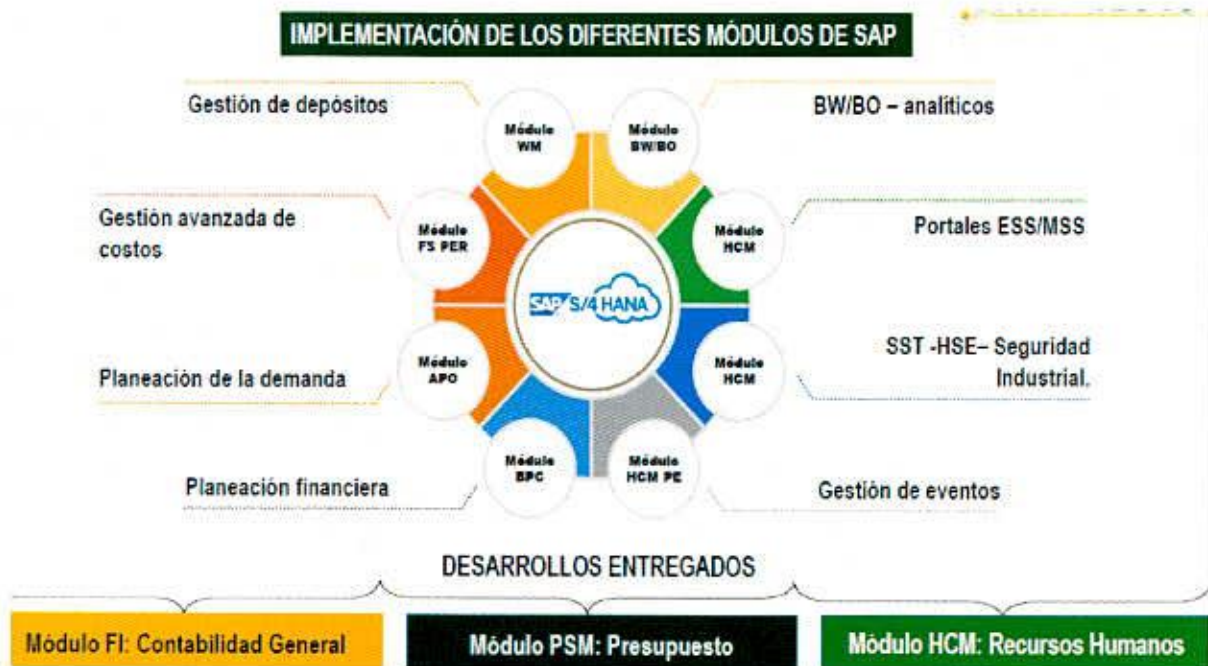 IMPLEMENTACIÓN DE LOS DIFERENTES MÓDULOS DE SAP
Gestión de depósitos
Módulo
WM
Módulo
BW/BO
BW/BO – analíticos
Gestión avanzada de
costos
Módulo
FS PER
Módulo
HCM
Portales ESS/MSS
SAP S/4 HANA
Planeación de la demanda
Módulo
APO
Módulo
HCM
SST -HSE– Seguridad
Industrial.
Planeación financiera
Módulo
BPC
Módulo
HCM PE
Gestión de eventos
DESARROLLOS ENTREGADOS
Módulo FI: Contabilidad General
Módulo PSM: Presupuesto
Módulo HCM: Recursos Humanos